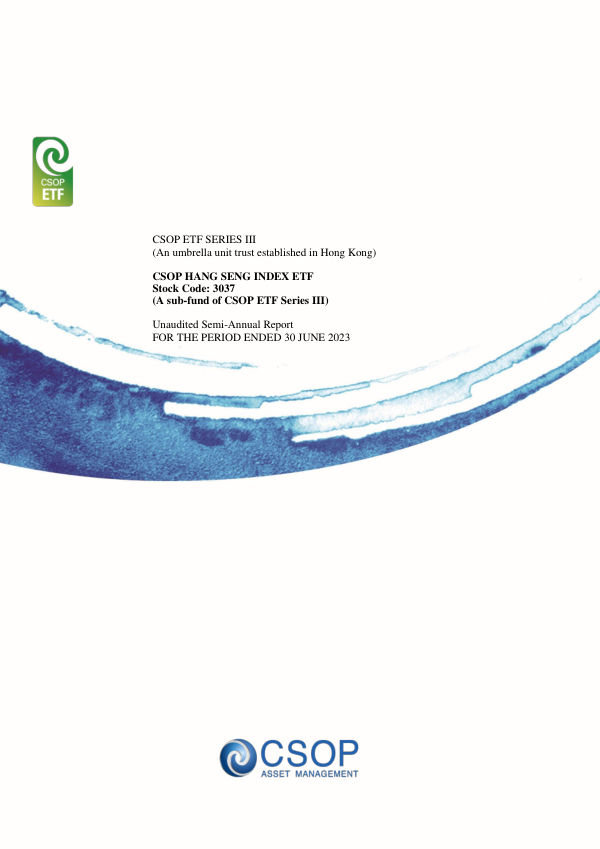 CSOP
ETF
CSOP ETF SERIES III
(An umbrella unit trust established in Hong Kong)
CSOP HANG SENG INDEX ETF
Stock Code: 3037
(A sub-fund of CSOP ETF Series III)
Unaudited Semi-Annual Report
FOR THE PERIOD ENDED 30 JUNE 2023
CSOP
ASSET MANAGEMENT